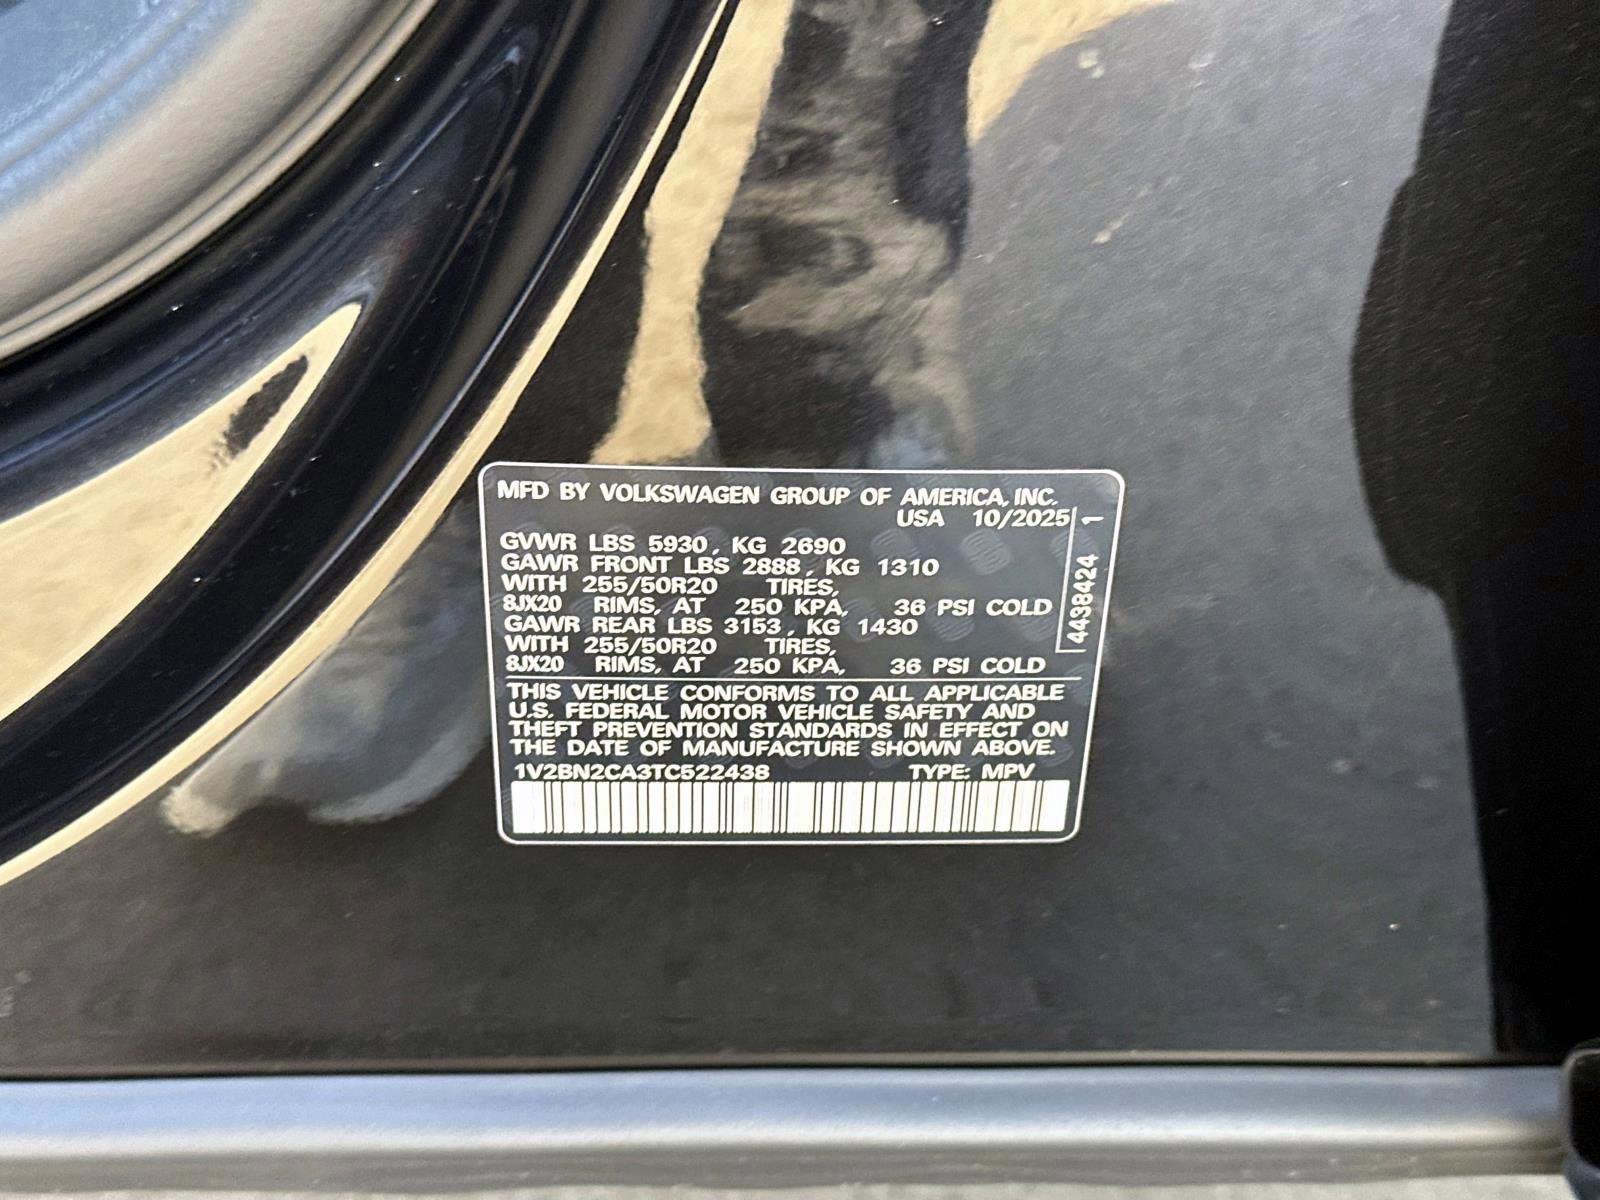 MFD BY VOLKSWAGEN GROUP OF AMERICA, INC.
USA 10/2025
GVWR LBS 5930, KG 2690
GAWR FRONT LBS 2888, KG 1310
WITH 255/50R20 TIRES,
8JX20 RIMS, AT 250 KPA, 36 PSI COLD
GAWR REAR LBS 3153, KG 1430
WITH 255/50R20 TIRES,
8JX20 RIMS, AT 250 KPA, 36 PSI COLD
4438424 1
THIS VEHICLE CONFORMS TO ALL APPLICABLE
U.S. FEDERAL MOTOR VEHICLE SAFETY AND
THEFT PREVENTION STANDARDS IN EFFECT ON
THE DATE OF MANUFACTURE SHOWN ABOVE.
1V2BN2CA3TC522438 TYPE: MPV